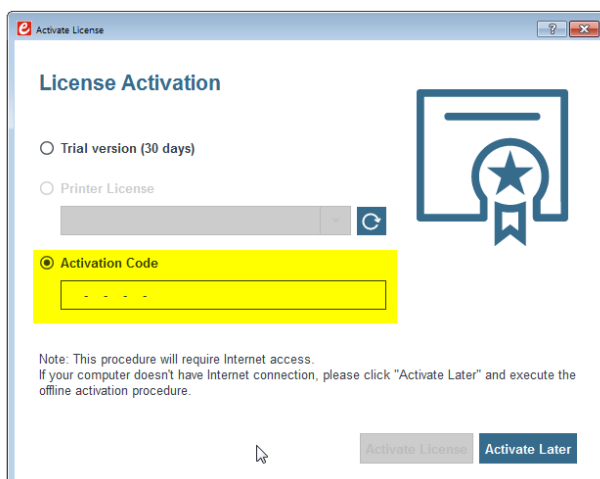 Activate License
License Activation
Trial version (30 days)
Printer License
Activation Code
- - - -
Note: This procedure will require Internet access.
If your computer doesn't have Internet connection, please click "Activate Later" and execute the
offline activation procedure.
Activate License Activate Later